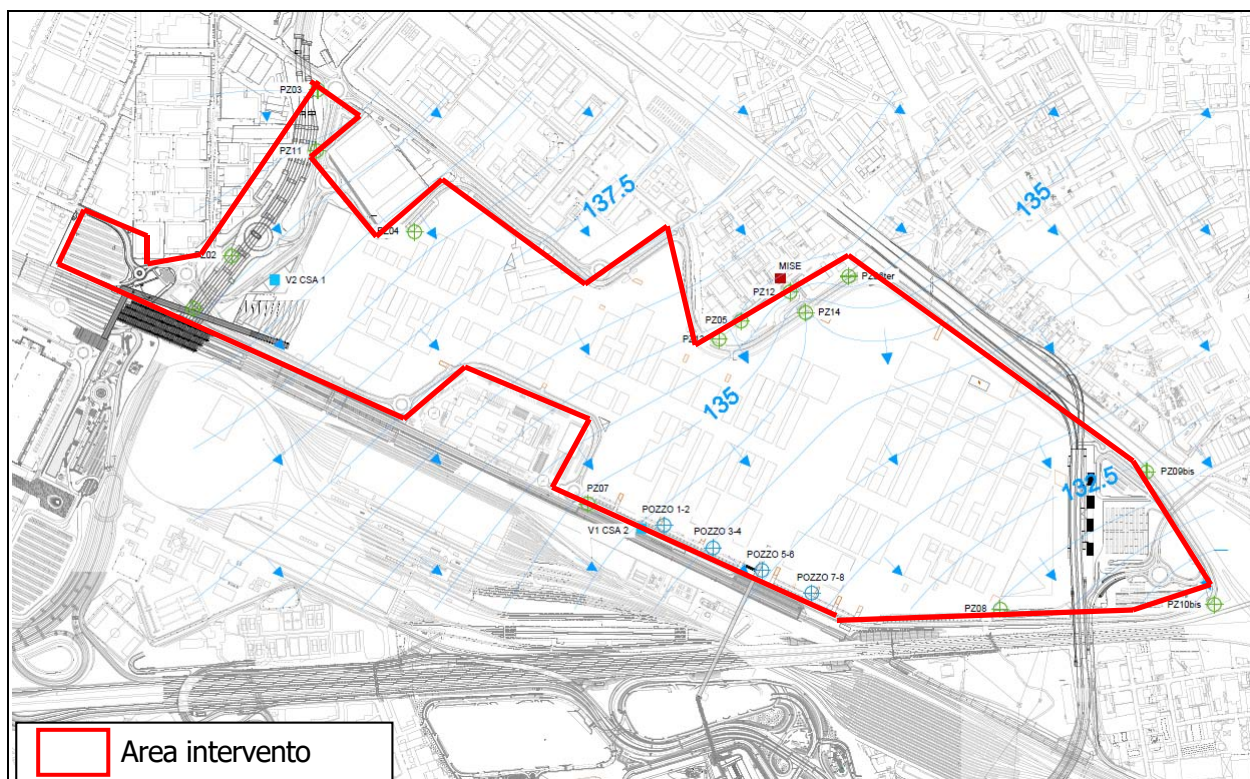 PZ03
PZ11
137.5
135
PZ04
PZ02
V2 CSA 1
MISE
PZ12
PZ14
PZ05
135
PZ09bis
132.5
PZ07
POZZO 1-2
V1 CSA 2
POZZO 3-4
POZZO 5-6
POZZO 7-8
PZ08
PZ10bis
Area intervento